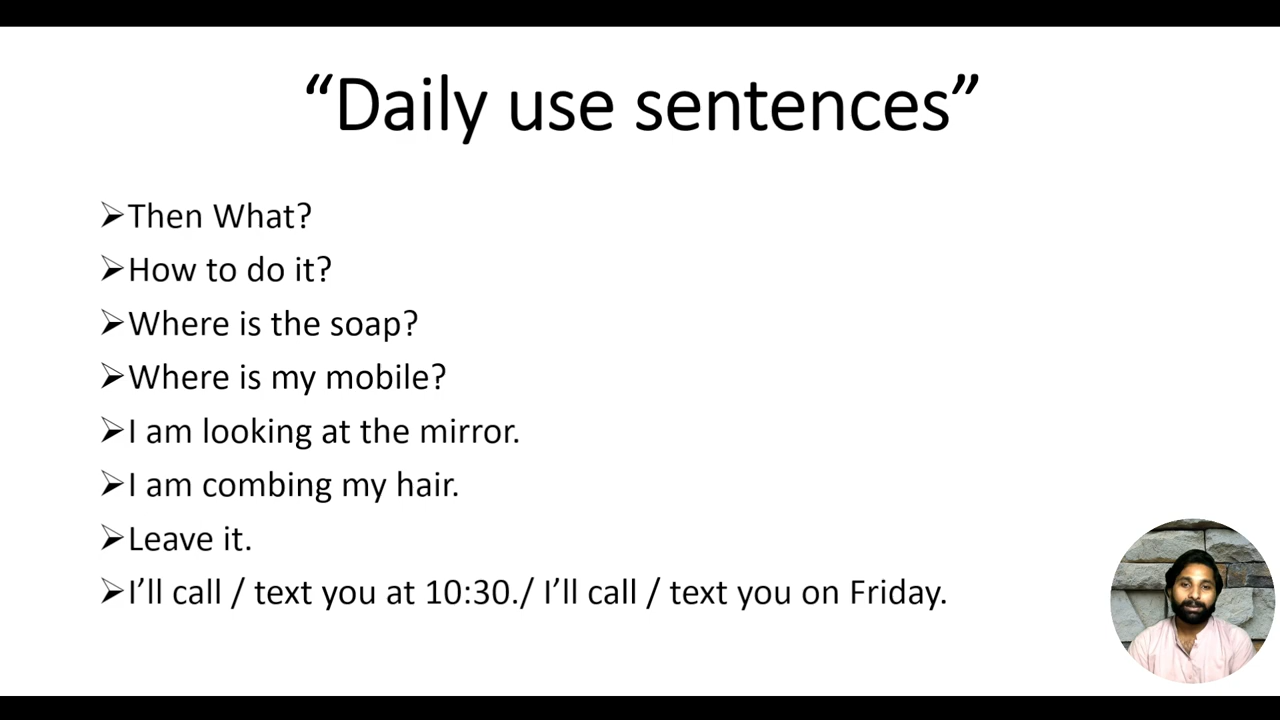 “Daily use sentences”
➢Then What?
➢How to do it?
➢Where is the soap?
➢Where is my mobile?
➢I am looking at the mirror.
➢I am combing my hair.
➢Leave it.
➢I’ll call / text you at 10:30./ I’ll call / text you on Friday.